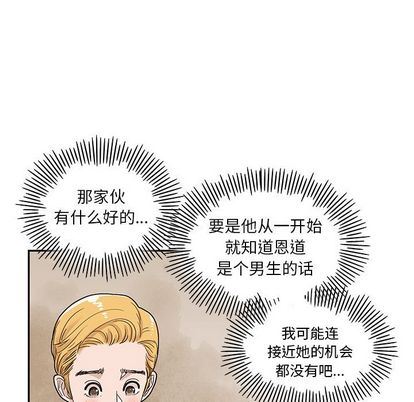 那家伙
有什么好的...
要是他从一开始
就知道恩道
是个男生的话
我可能连
接近她的机会
都没有吧...